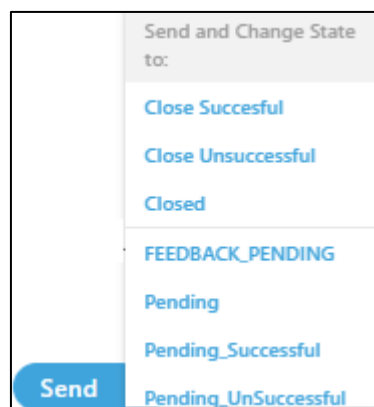 Send and Change State
to:
Close Succesful
Close Unsuccessful
Closed
FEEDBACK_PENDING
Pending
Pending_Successful
Send
Pending_UnSuccessful